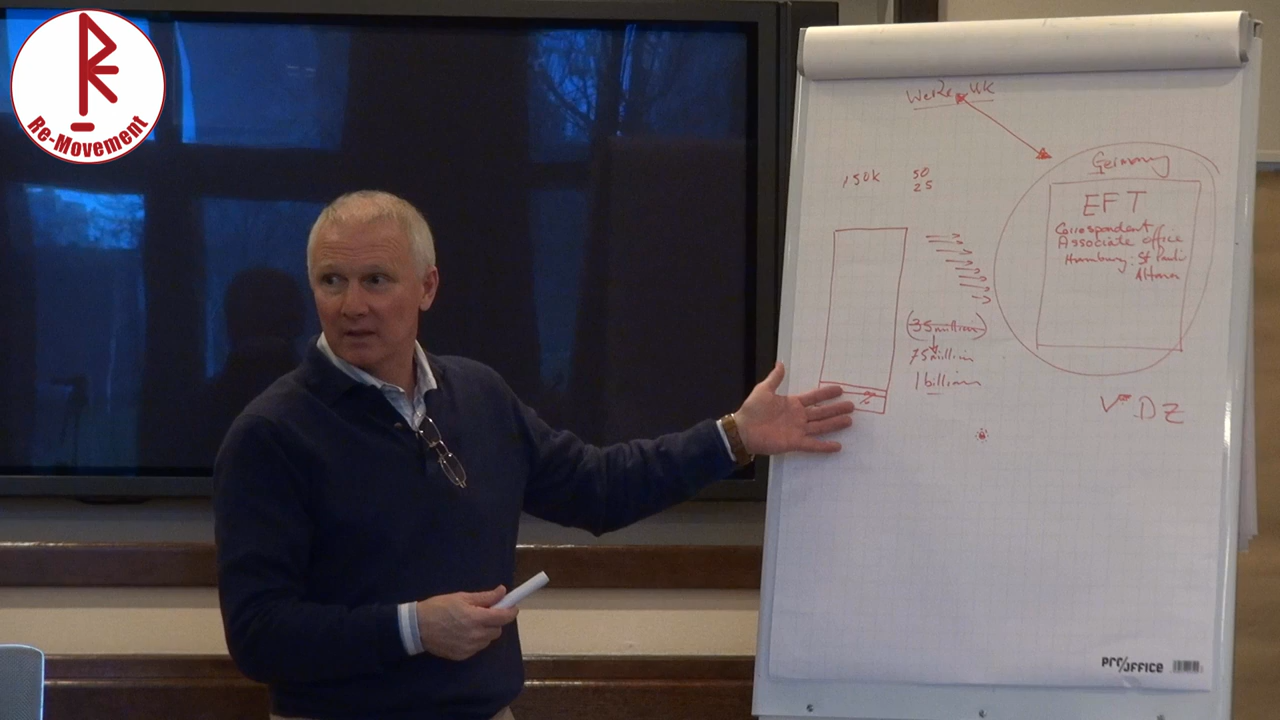 Re-Movement
WeRe UK
150k
50
25
Germany
EFT
Correspondent
Associate office
Hamburg: St Pauli
Altona
(35 million)
75 million
1 billion
%
V DZ
PRO/OFFICE